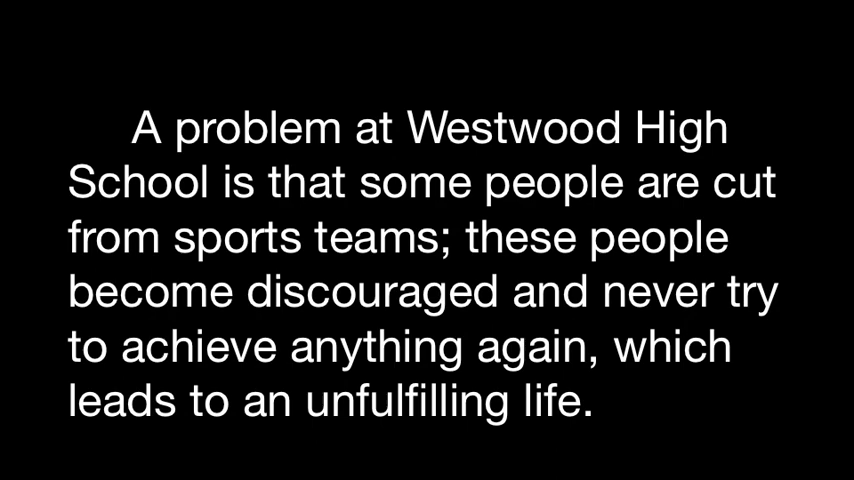 A problem at Westwood High
School is that some people are cut
from sports teams; these people
become discouraged and never try
to achieve anything again, which
leads to an unfulfilling life.